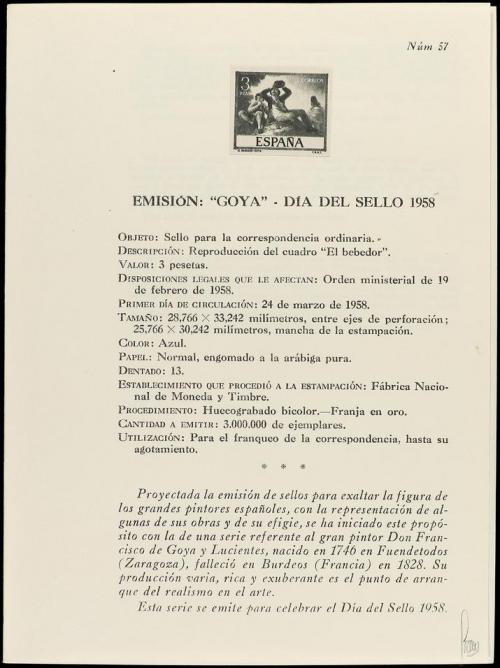 Núm 57
3
PESETAS
CORREOS
ESPAÑA
EMISIÓN: “GOYA” - DÍA DEL SELLO 1958
OBJETO: Sello para la correspondencia ordinaria.
DESCRIPCIÓN: Reproducción del cuadro “El bebedor”.
VALOR: 3 pesetas.
DISPOSICIONES LEGALES QUE LE AFECTAN: Orden ministerial de 19
de febrero de 1958.
PRIMER DÍA DE CIRCULACIÓN: 24 de marzo de 1958.
TAMAÑO: 28,766 × 33,242 milímetros, entre ejes de perforación;
25,766 × 30,242 milímetros, mancha de la estampación.
COLOR: Azul.
PAPEL: Normal, engomado a la arábiga pura.
DENTADO: 13.
ESTABLECIMIENTO QUE PROCEDIÓ A LA ESTAMPACIÓN: Fábrica Nacio-
nal de Moneda y Timbre.
PROCEDIMIENTO: Huecograbado bicolor.—Franja en oro.
CANTIDAD A EMITIR: 3.000.000 de ejemplares.
UTILIZACIÓN: Para el franqueo de la correspondencia, hasta su
agotamiento.
* * *
Proyectada la emisión de sellos para exaltar la figura de
los grandes pintores españoles, con la representación de al-
gunas de sus obras y de su efigie, se ha iniciado este propó-
sito con la de una serie referente al gran pintor Don Fran-
cisco de Goya y Lucientes, nacido en 1746 en Fuendetodos
(Zaragoza), falleció en Burdeos (Francia) en 1828. Su
producción varia, rica y exuberante es el punto de arran-
que del realismo en el arte.
Esta serie se emite para celebrar el Día del Sello 1958.